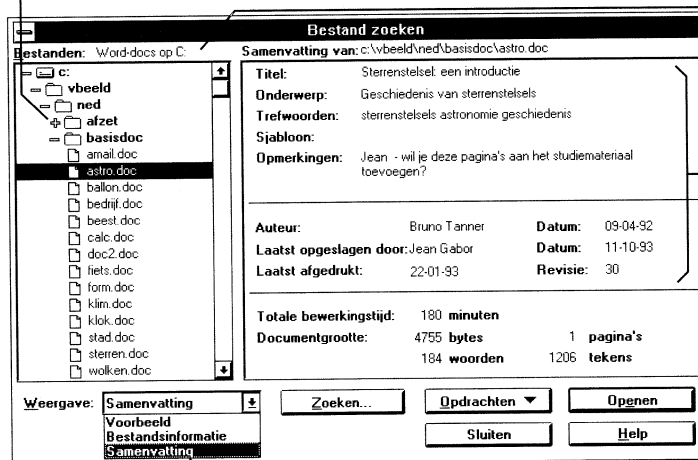 Bestand zoeken
Bestanden: Word-docs op C:
Samenvatting van: c:\vbeeld\ned\basisdoc\astro.doc
c:
vbeeld
ned
afzet
basisdoc
amail.doc
astro.doc
ballon.doc
bedrijf.doc
beest.doc
calc.doc
doc2.doc
fiets.doc
form.doc
klim.doc
klok.doc
stad.doc
sterren.doc
wolken.doc
Titel: Sterrenstelsel: een introductie
Onderwerp: Geschiedenis van sterrenstelsels
Trefwoorden: sterrenstelsels astronomie geschiedenis
Sjabloon:
Opmerkingen: Jean - wil je deze pagina's aan het studiemateriaal
toevoegen?
Auteur: Bruno Tanner Datum: 09-04-92
Laatst opgeslagen door: Jean Gabor Datum: 11-10-93
Laatst afgedrukt: 22-01-93 Revisie: 30
Totale bewerkingstijd: 180 minuten
Documentgrootte: 4755 bytes 1 pagina's
184 woorden 1206 tekens
Weergave: Samenvatting
Voorbeeld
Bestandsinformatie
Samenvatting
Zoeken... Opdrachten Openen
Sluiten Help